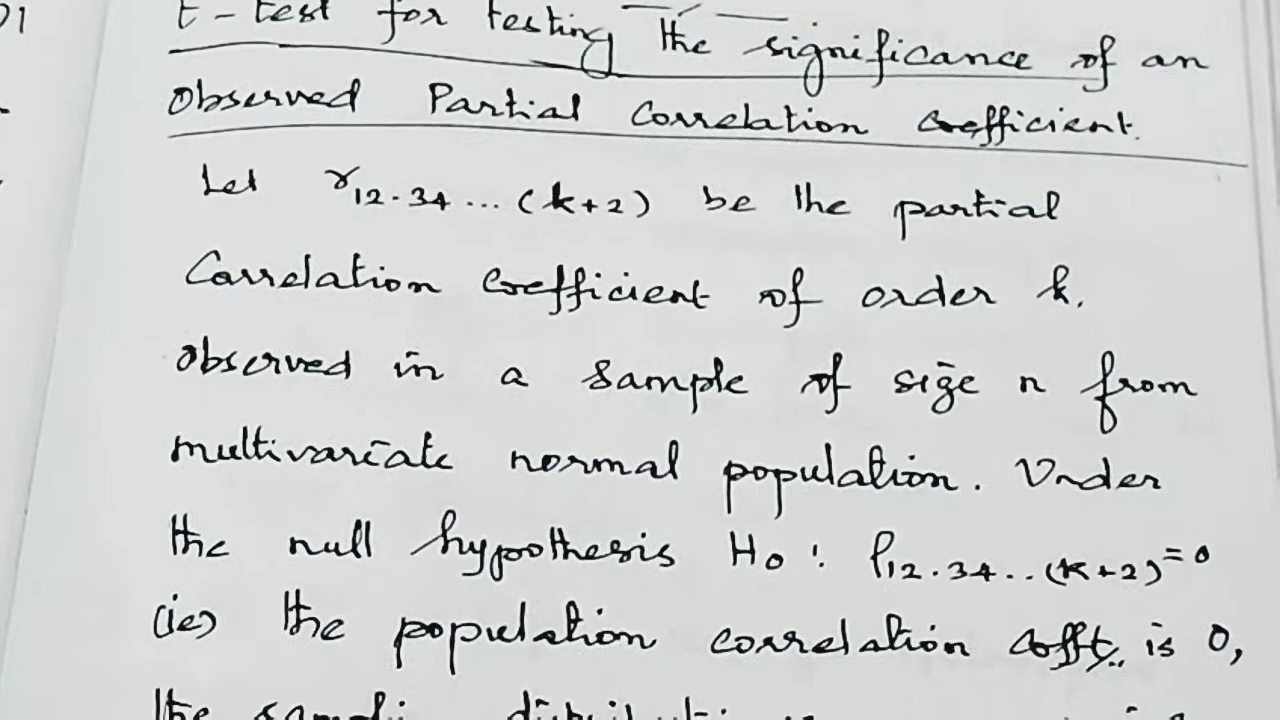 t-test for testing the significance of an
Observed Partial Correlation Coefficient.
Let r12.34...(k+2) be the partial
Correlation Coefficient of order k.
observed in a sample of size n from
multivariate normal population. Under
the null hypothesis Ho: ρ12.34..(k+2)=0
(ie) the population correlation cofft. is 0,
the